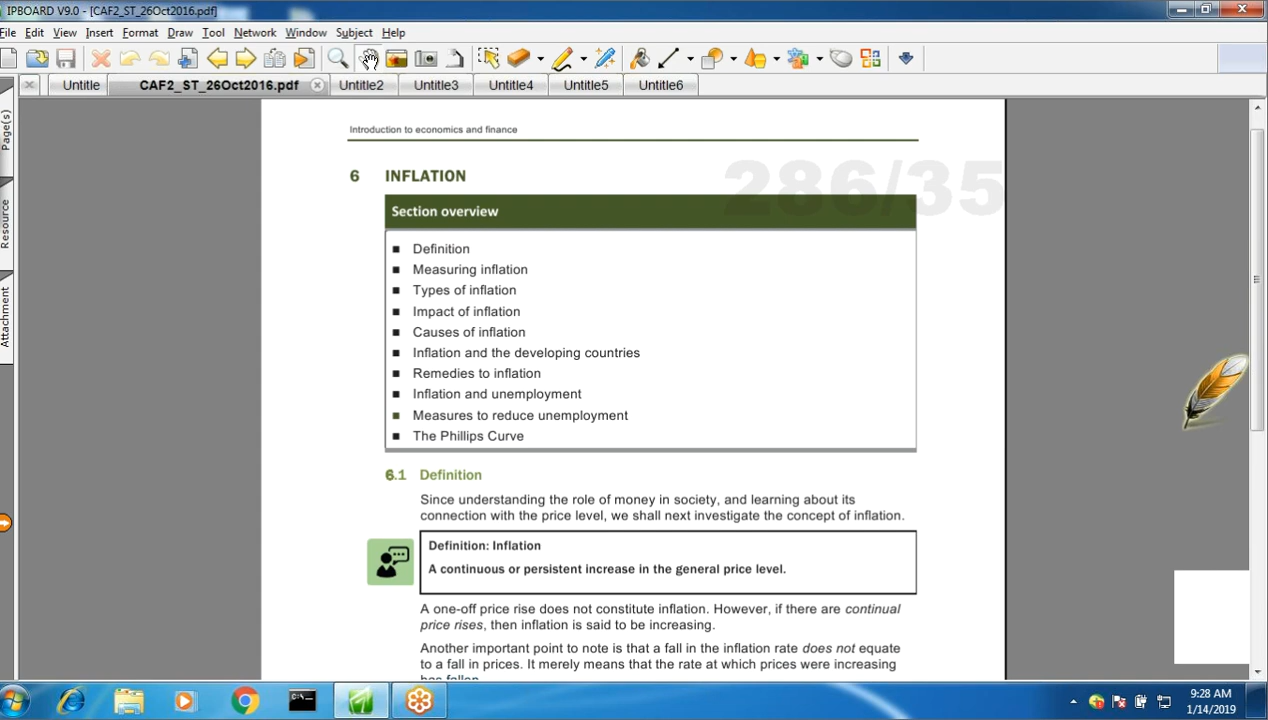 IPBOARD V9.0 - [CAF2_ST_26Oct2016.pdf]
File Edit View Insert Format Draw Tool Network Window Subject Help
Untitle CAF2_ST_26Oct2016.pdf Untitle2 Untitle3 Untitle4 Untitle5 Untitle6
Page(s)
Resource
Attachment
Introduction to economics and finance
286/35
6 INFLATION
Section overview
Definition
Measuring inflation
Types of inflation
Impact of inflation
Causes of inflation
Inflation and the developing countries
Remedies to inflation
Inflation and unemployment
Measures to reduce unemployment
The Phillips Curve
6.1 Definition
Since understanding the role of money in society, and learning about its
connection with the price level, we shall next investigate the concept of inflation.
Definition: Inflation
A continuous or persistent increase in the general price level.
A one-off price rise does not constitute inflation. However, if there are continual
price rises, then inflation is said to be increasing.
Another important point to note is that a fall in the inflation rate does not equate
to a fall in prices. It merely means that the rate at which prices were increasing
has fallen
9:28 AM
1/14/2019